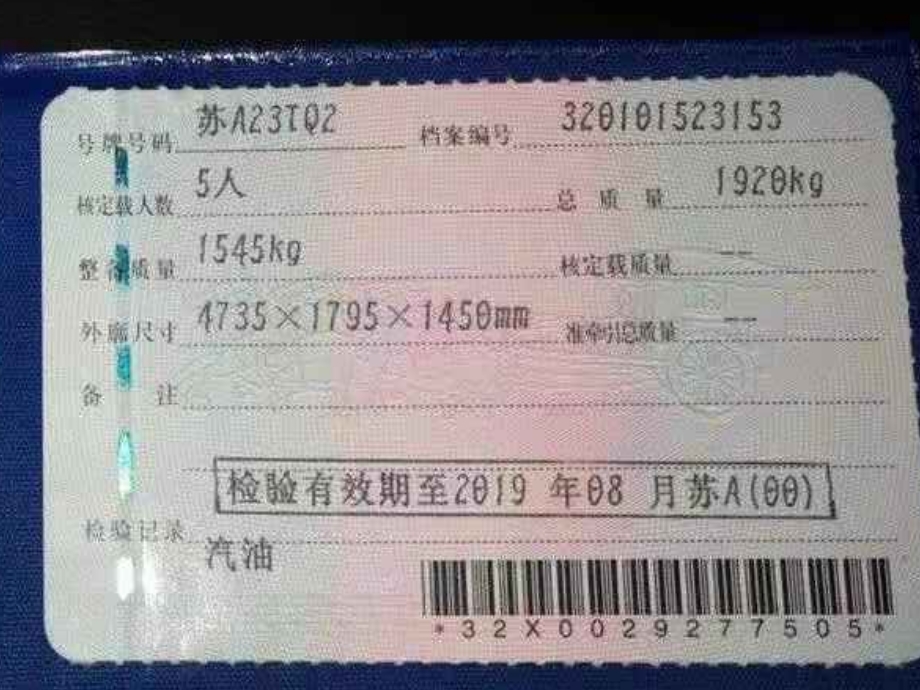 号牌号码 苏A23TQ2 档案编号 320101523153
核定载人数 5人 总质量 1920kg
整备质量 1545kg 核定载质量 --
外廓尺寸 4735×1795×1450mm 准牵引总质量 --
备注
检验有效期至2019 年08 月苏A(00)
检验记录
汽油
*32X0029277505*